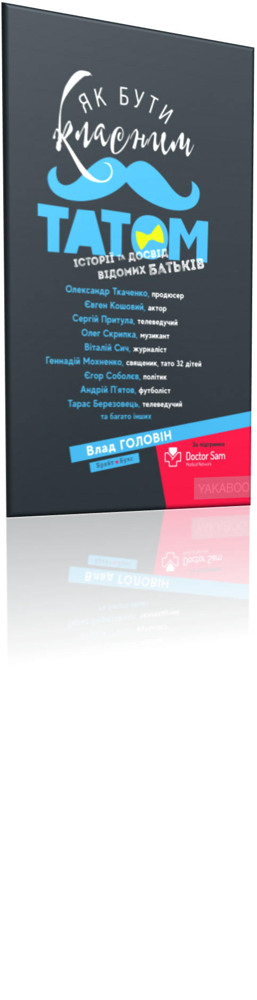 ЯК БУТИ
класним
ТАТОМ
ІСТОРІЇ ТА ДОСВІД
ВІДОМИХ БАТЬКІВ
Олександр Ткаченко, продюсер
Євген Кошовий, актор
Сергій Притула, телеведучий
Олег Скрипка, музикант
Віталій Сич, журналіст
Геннадій Мохненко, священик, тато 32 дітей
Єгор Соболєв, політик
Андрій П'ятов, футболіст
Тарас Березовець, телеведучий
та багато інших
Влад ГОЛОВІН
Брайт Букс
За підтримки
Doctor Sam
Medical Network
YAKABOO